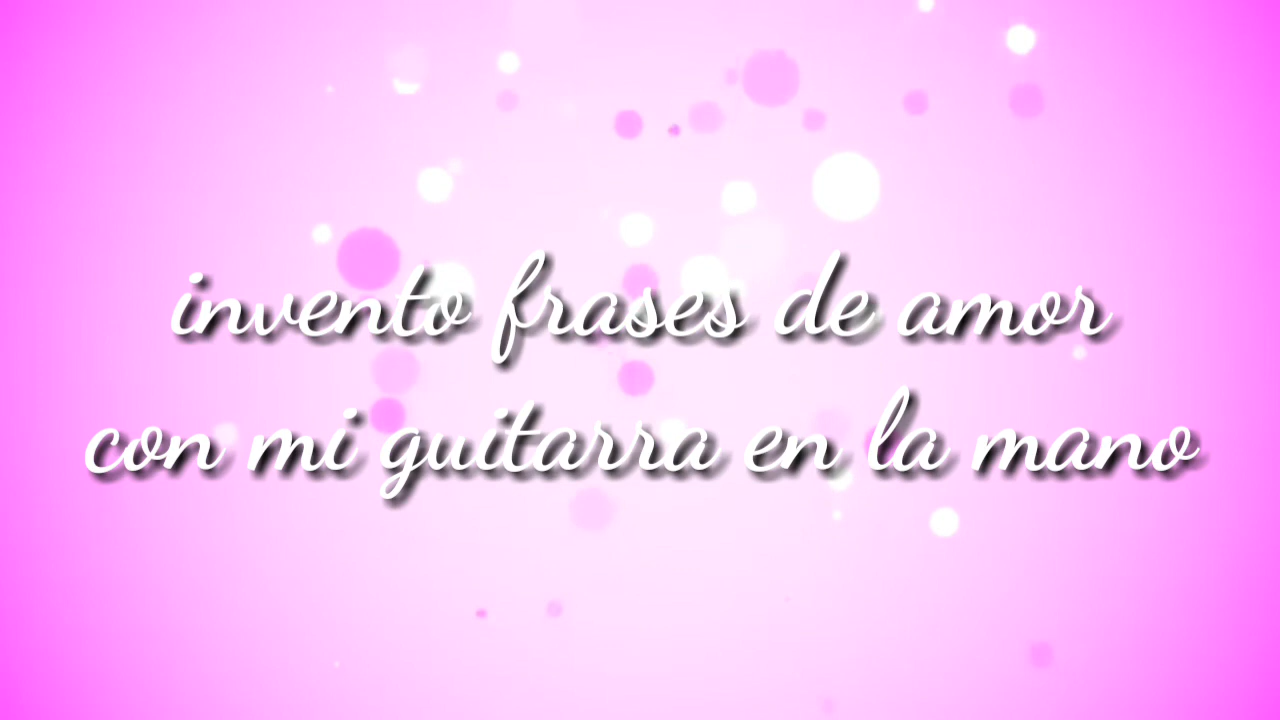 invento frases de amor
con mi guitarra en la mano